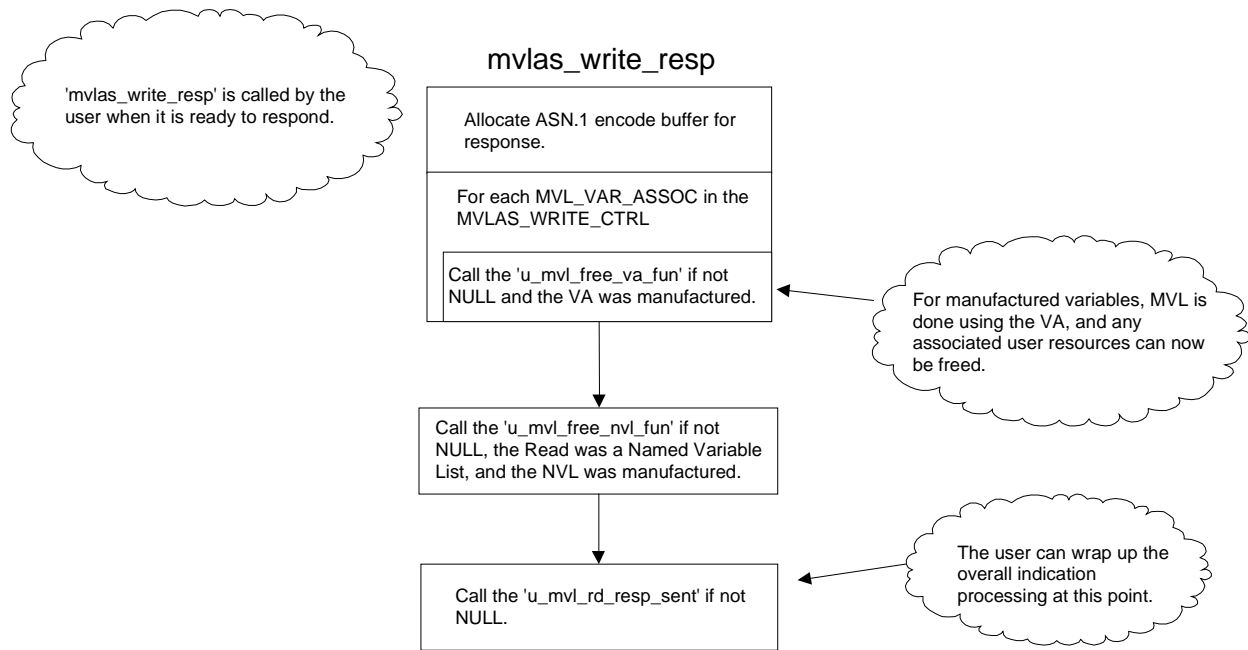 mvlas_write_resp
'mvlas_write_resp' is called by the
user when it is ready to respond.
Allocate ASN.1 encode buffer for
response.
For each MVL_VAR_ASSOC in the
MVLAS_WRITE_CTRL
Call the 'u_mvl_free_va_fun' if not
NULL and the VA was manufactured.
For manufactured variables, MVL is
done using the VA, and any
associated user resources can now
be freed.
Call the 'u_mvl_free_nvl_fun' if not
NULL, the Read was a Named Variable
List, and the NVL was manufactured.
The user can wrap up the
overall indication
processing at this point.
Call the 'u_mvl_rd_resp_sent' if not
NULL.